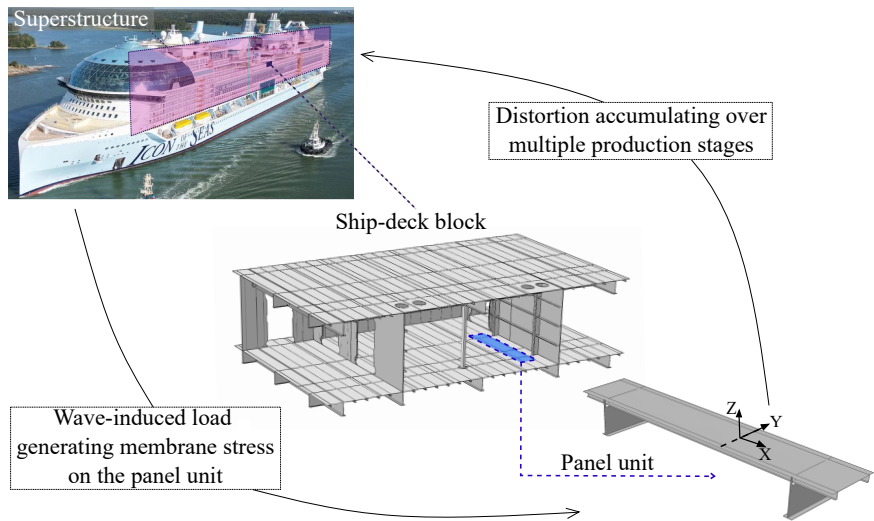 Superstructure
ICON
OF
THE
SEAS
Distortion accumulating over
multiple production stages
Ship-deck block
Wave-induced load
generating membrane stress
on the panel unit
Panel unit
Z
Y
X